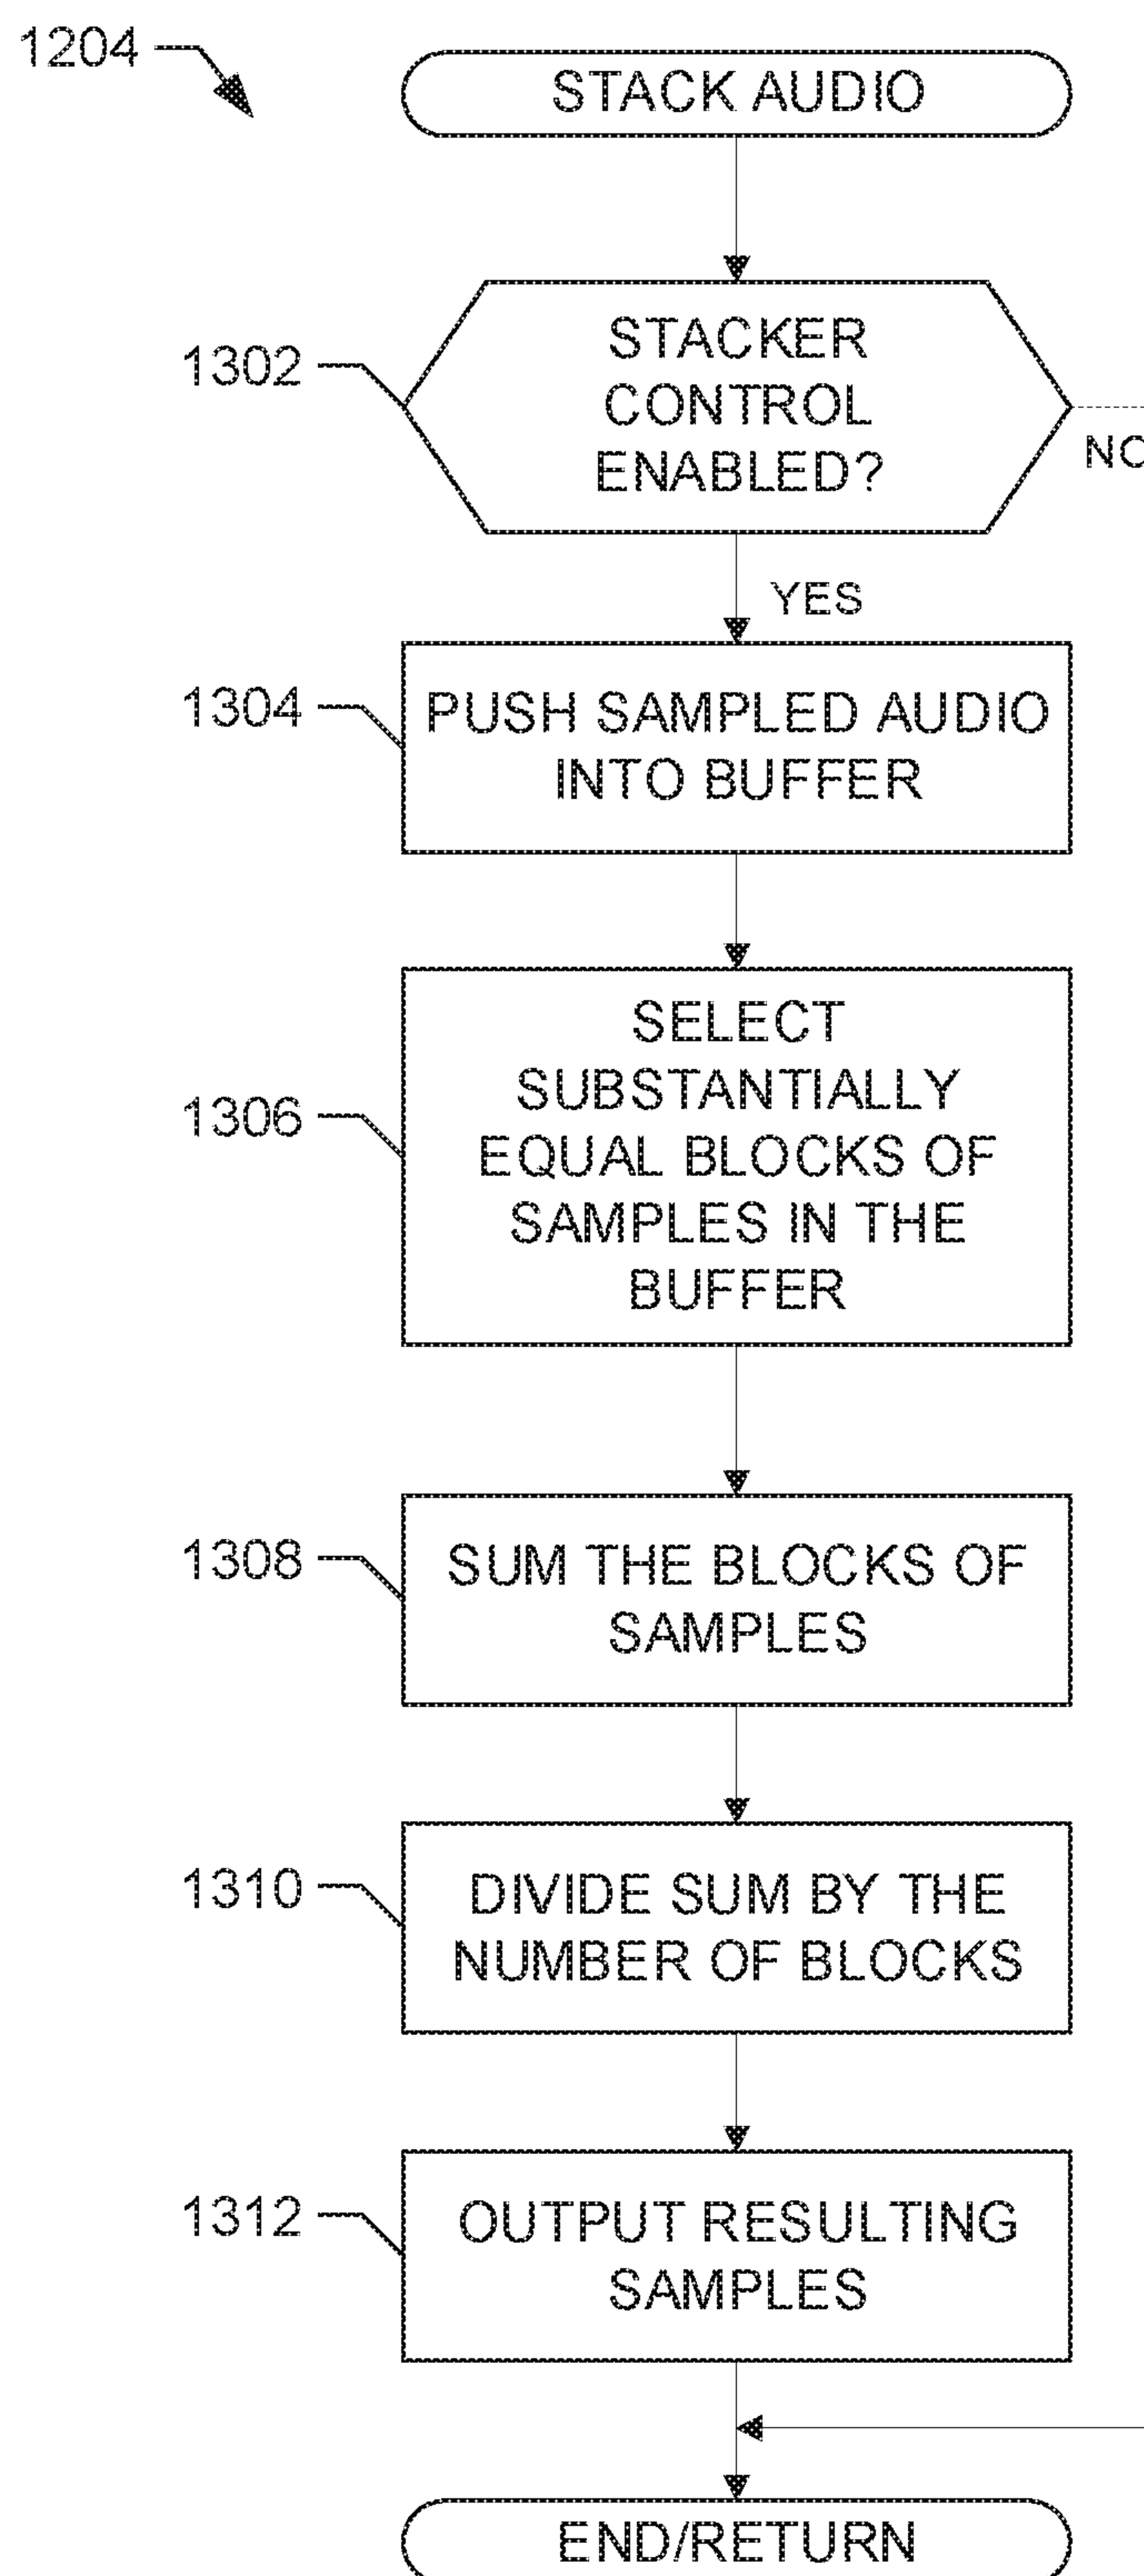 1204
STACK AUDIO
1302
STACKER
CONTROL
ENABLED?
NO
YES
1304
PUSH SAMPLED AUDIO
INTO BUFFER
1306
SELECT
SUBSTANTIALLY
EQUAL BLOCKS OF
SAMPLES IN THE
BUFFER
1308
SUM THE BLOCKS OF
SAMPLES
1310
DIVIDE SUM BY THE
NUMBER OF BLOCKS
1312
OUTPUT RESULTING
SAMPLES
END/RETURN